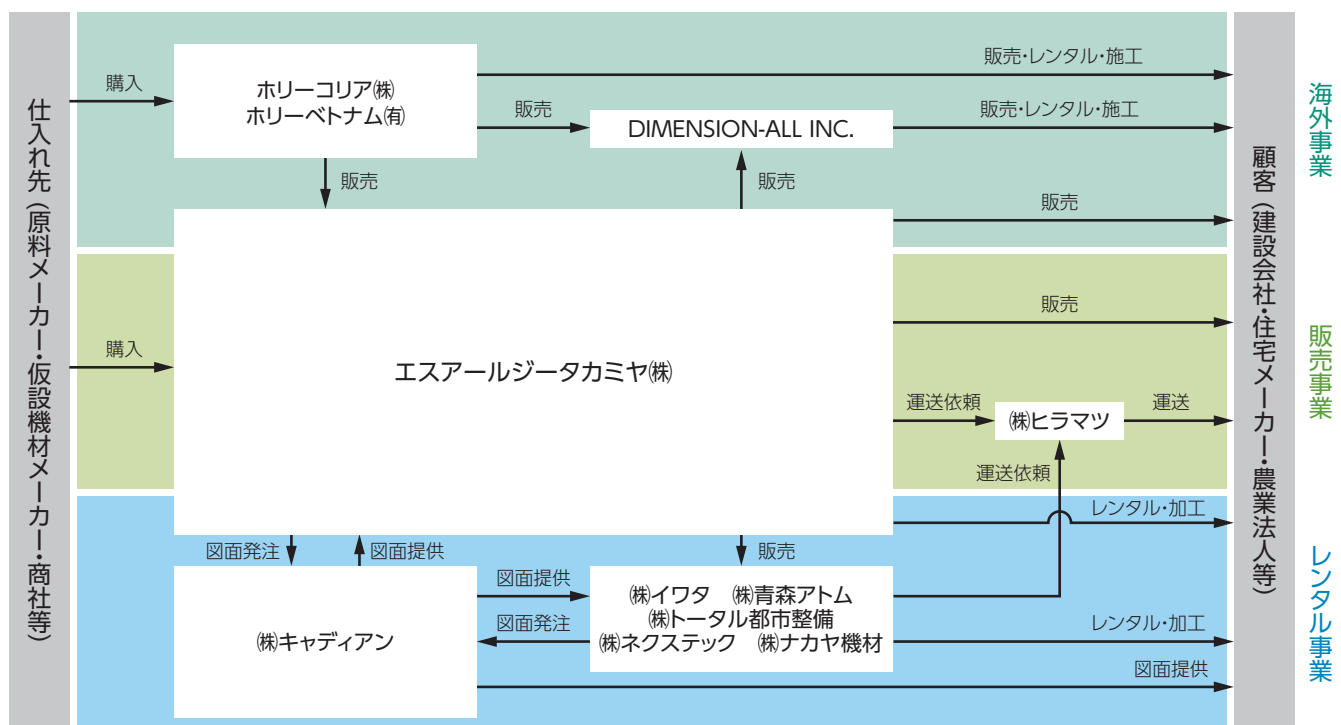 仕入れ先(原料メーカー・仮設機材メーカー・商社等)
購入
ホリーコリア㈱
ホリーベトナム㈲
販売・レンタル・施工
販売
DIMENSION-ALL INC.
販売・レンタル・施工
販売
販売
販売
海外事業
購入
エスアールジータカミヤ㈱
販売
運送依頼
㈱ヒラマツ
運送
運送依頼
販売事業
レンタル・加工
図面発注
図面提供
販売
㈱キャディアン
図面提供
図面発注
㈱イワタ ㈱青森アトム
㈱トータル都市整備
㈱ネクステック ㈱ナカヤ機材
レンタル・加工
図面提供
レンタル事業
顧客(建設会社・住宅メーカー・農業法人等)